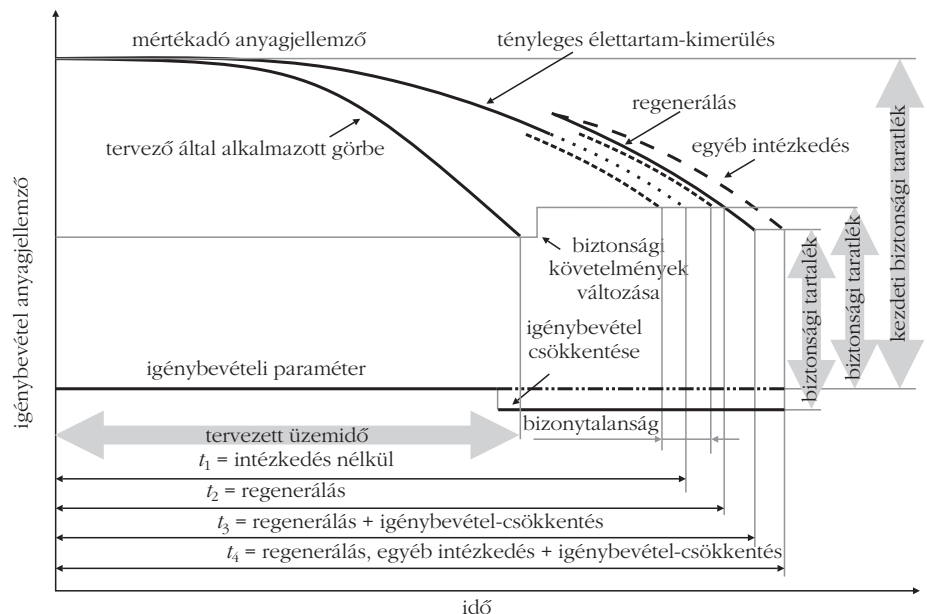 mértékadó anyagjellemző
tényleges élettartam-kimerülés
regenerálás
egyéb intézkedés
tervező által alkalmazott görbe
biztonsági
követelmények
változása
igénybevétel
csökkentése
igénybevételi paraméter
bizonytalanság
tervezett üzemidő
t₁ = intézkedés nélkül
t₂ = regenerálás
t₃ = regenerálás + igénybevétel-csökkentés
t₄ = regenerálás, egyéb intézkedés + igénybevétel-csökkentés
biztonsági tartalék
biztonsági taratlék
kezdeti biztonsági taratlék
igénybevétel anyagjellemző
idő